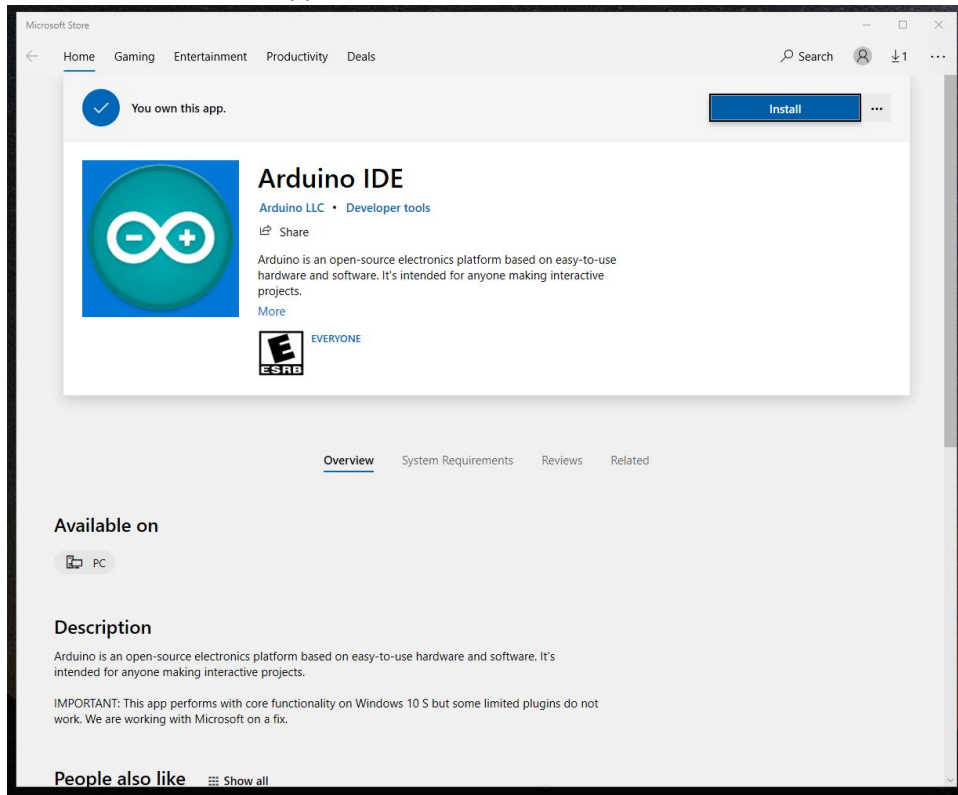 Microsoft Store
Home Gaming Entertainment Productivity Deals Search 1
You own this app. Install
Arduino IDE
Arduino LLC • Developer tools
Share
Arduino is an open-source electronics platform based on easy-to-use
hardware and software. It's intended for anyone making interactive
projects.
More
E
ESRB
EVERYONE
Overview System Requirements Reviews Related
Available on
PC
Description
Arduino is an open-source electronics platform based on easy-to-use hardware and software. It's
intended for anyone making interactive projects.
IMPORTANT: This app performs with core functionality on Windows 10 S but some limited plugins do not
work. We are working with Microsoft on a fix.
People also like Show all